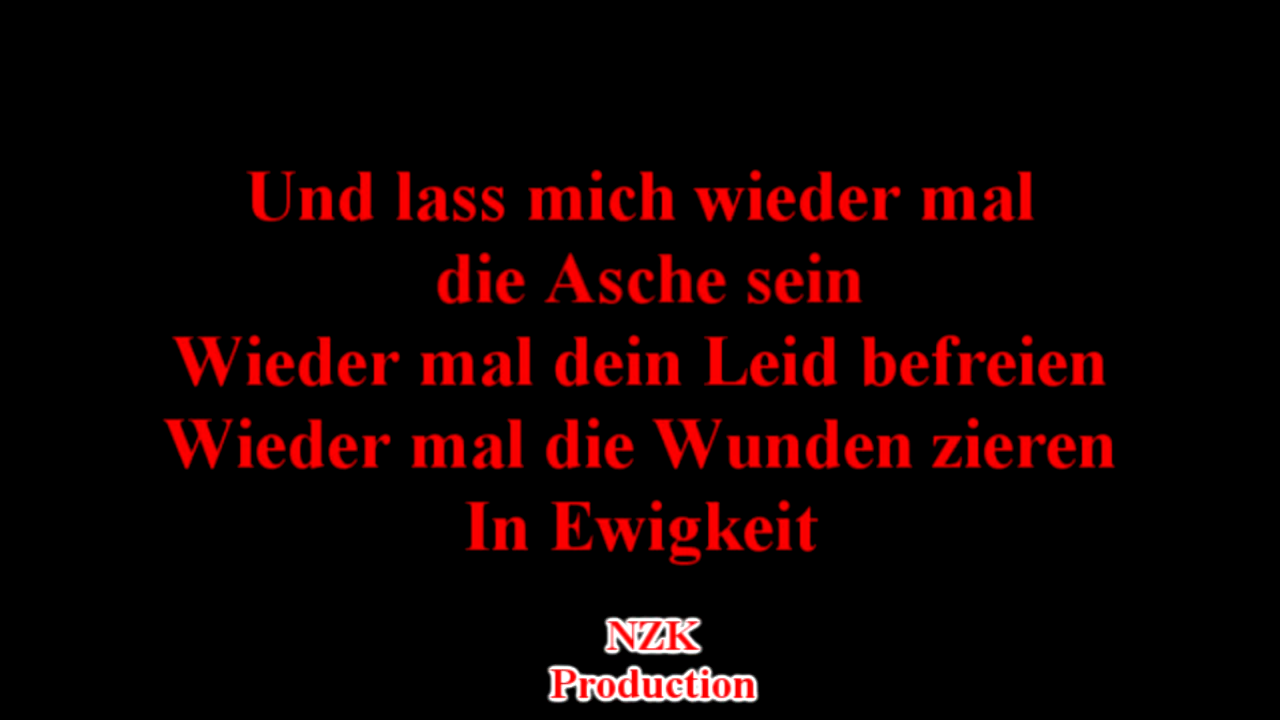 Und lass mich wieder mal
die Asche sein
Wieder mal dein Leid befreien
Wieder mal die Wunden zieren
In Ewigkeit
NZK
Production